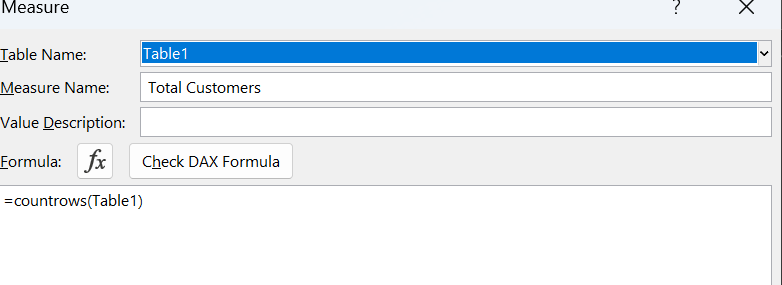 Measure ?
Table Name: Table1
Measure Name: Total Customers
Value Description:
Formula: fx Check DAX Formula
=countrows(Table1)